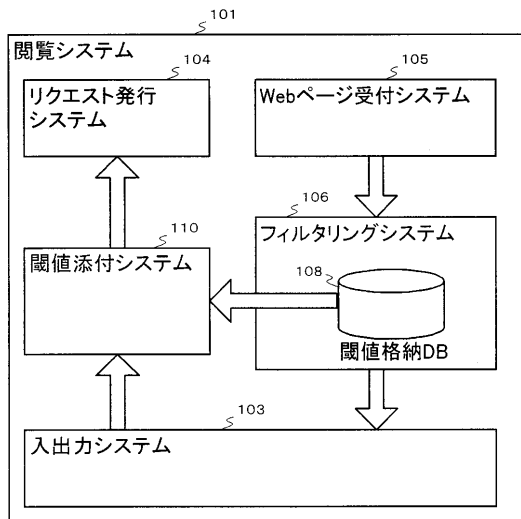 101
閲覧システム
104
リクエスト発行
システム
105
Webページ受付システム
110
閾値添付システム
106
フィルタリングシステム
108
閾値格納DB
103
入出力システム